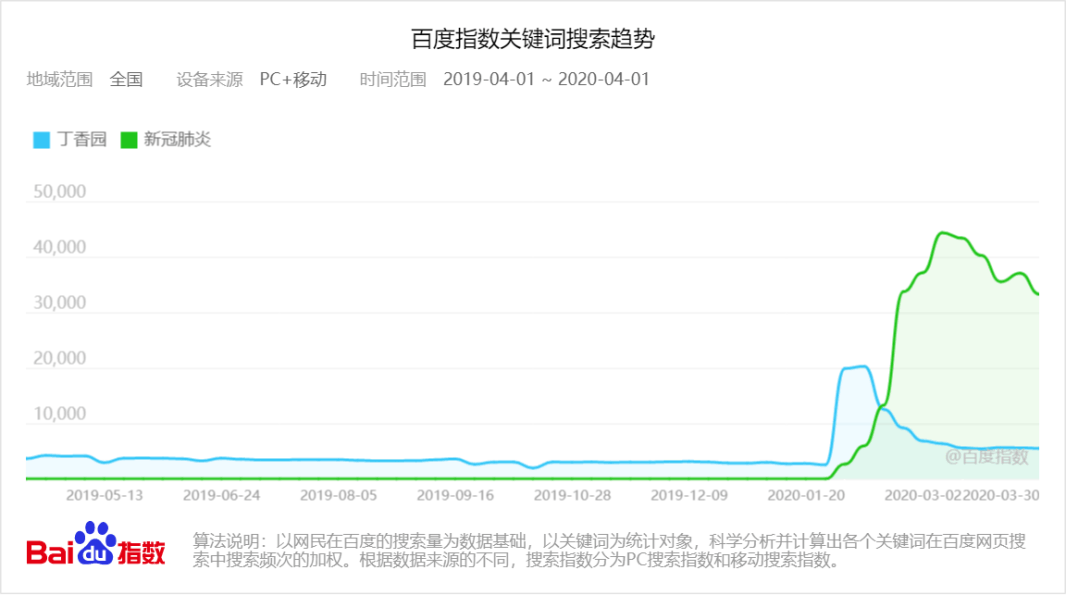 百度指数关键词搜索趋势
地域范围 全国 设备来源 PC+移动 时间范围 2019-04-01 ~ 2020-04-01
丁香园 新冠肺炎
50,000
40,000
30,000
20,000
10,000
@百度指数
2019-05-13 2019-06-24 2019-08-05 2019-09-16 2019-10-28 2019-12-09 2020-01-20 2020-03-02 2020-03-30
Bai du 指数
算法说明：以网民在百度的搜索量为数据基础，以关键词为统计对象，科学分析并计算出各个关键词在百度网页搜
索中搜索频次的加权。根据数据来源的不同，搜索指数分为PC搜索指数和移动搜索指数。